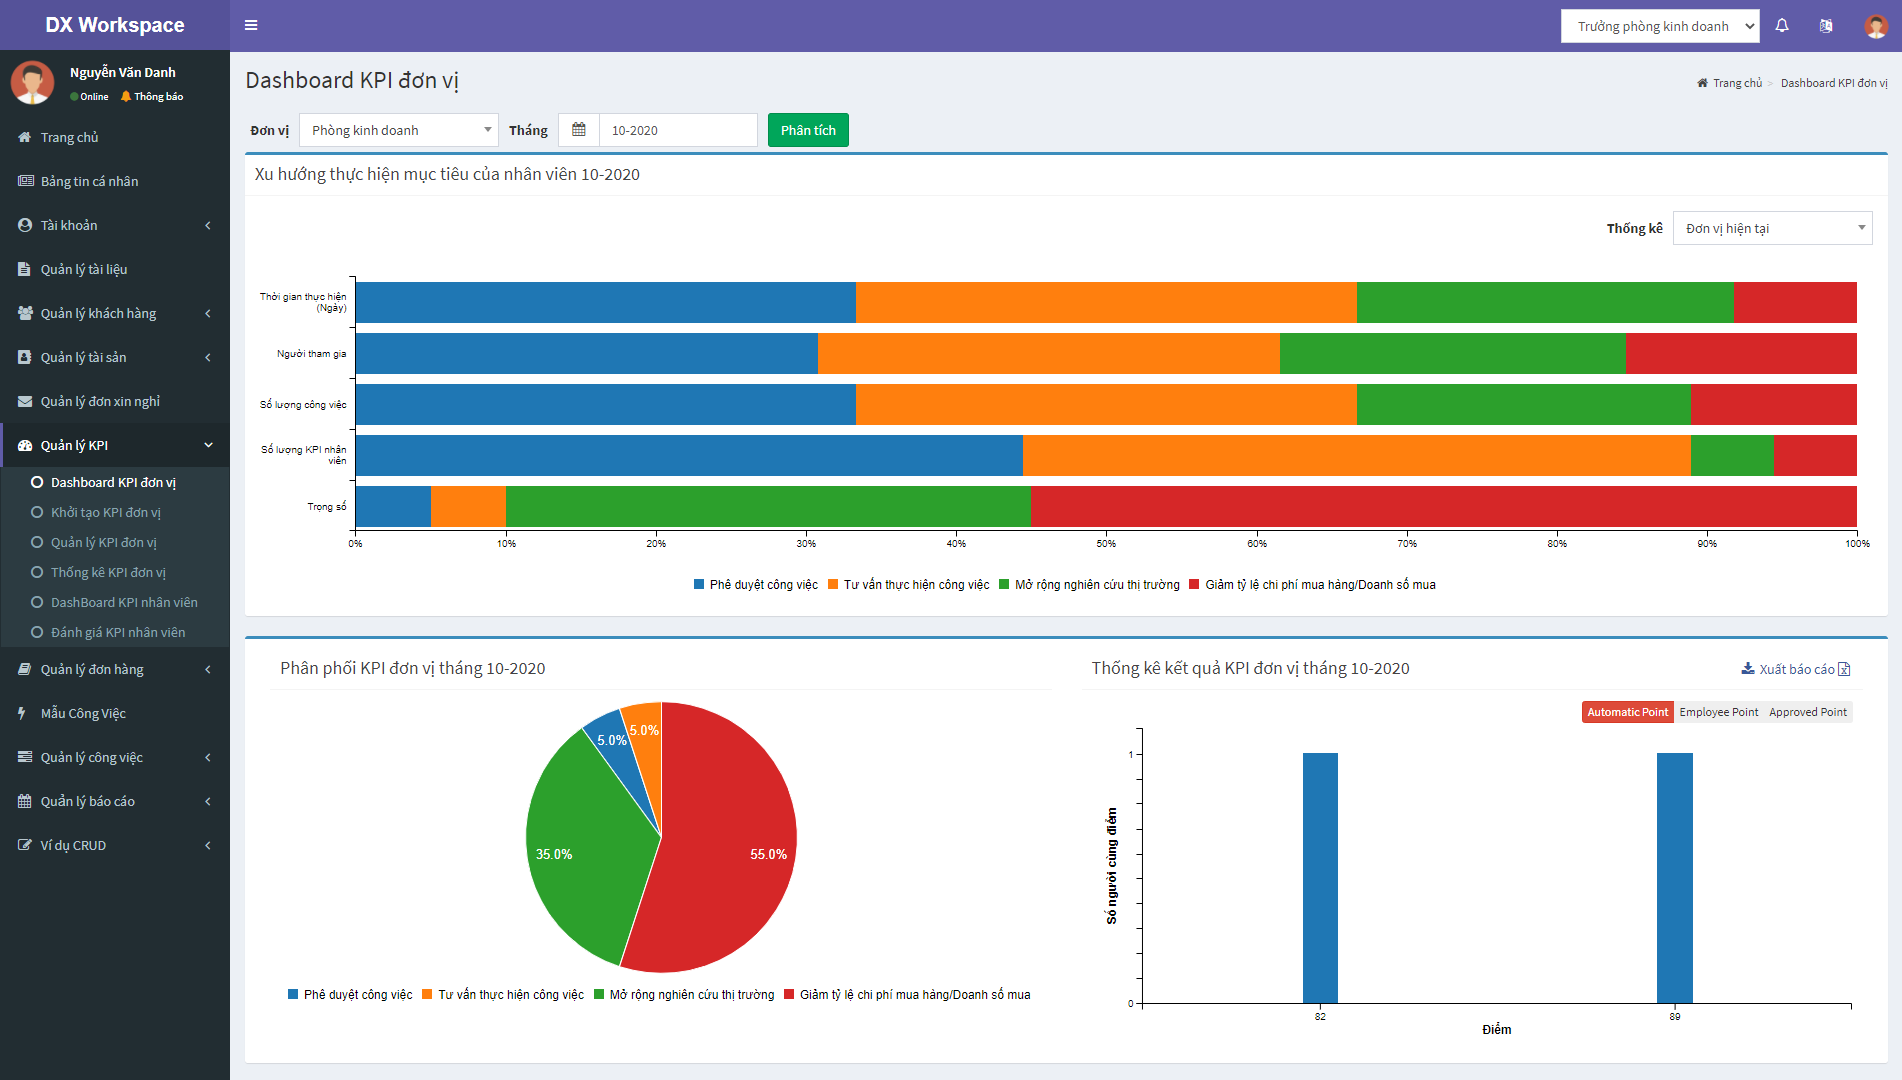 DX Workspace
Trưởng phòng kinh doanh
Nguyễn Văn Danh
Online
Thông báo
Trang chủ
Bảng tin cá nhân
Tài khoản
Quản lý tài liệu
Quản lý khách hàng
Quản lý tài sản
Quản lý đơn xin nghỉ
Quản lý KPI
Dashboard KPI đơn vị
Khởi tạo KPI đơn vị
Quản lý KPI đơn vị
Thống kê KPI đơn vị
DashBoard KPI nhân viên
Đánh giá KPI nhân viên
Quản lý đơn hàng
Mẫu Công Việc
Quản lý công việc
Quản lý báo cáo
Ví dụ CRUD
Dashboard KPI đơn vị
Trang chủ > Dashboard KPI đơn vị
Đơn vị
Phòng kinh doanh
Tháng
10-2020
Phân tích
Xu hướng thực hiện mục tiêu của nhân viên 10-2020
Thống kê
Đơn vị hiện tại
Thời gian thực hiện
(Ngày)
Người tham gia
Số lượng công việc
Số lượng KPI nhân
viên
Trọng số
0% 10% 20% 30% 40% 50% 60% 70% 80% 90% 100%
Phê duyệt công việc Tư vấn thực hiện công việc Mở rộng nghiên cứu thị trường Giảm tỷ lệ chi phí mua hàng/Doanh số mua
Phân phối KPI đơn vị tháng 10-2020
5.0%
5.0%
35.0%
55.0%
Phê duyệt công việc Tư vấn thực hiện công việc Mở rộng nghiên cứu thị trường Giảm tỷ lệ chi phí mua hàng/Doanh số mua
Thống kê kết quả KPI đơn vị tháng 10-2020
Xuất báo cáo
Automatic Point Employee Point Approved Point
Số người cùng điểm
1
0
82 89
Điểm